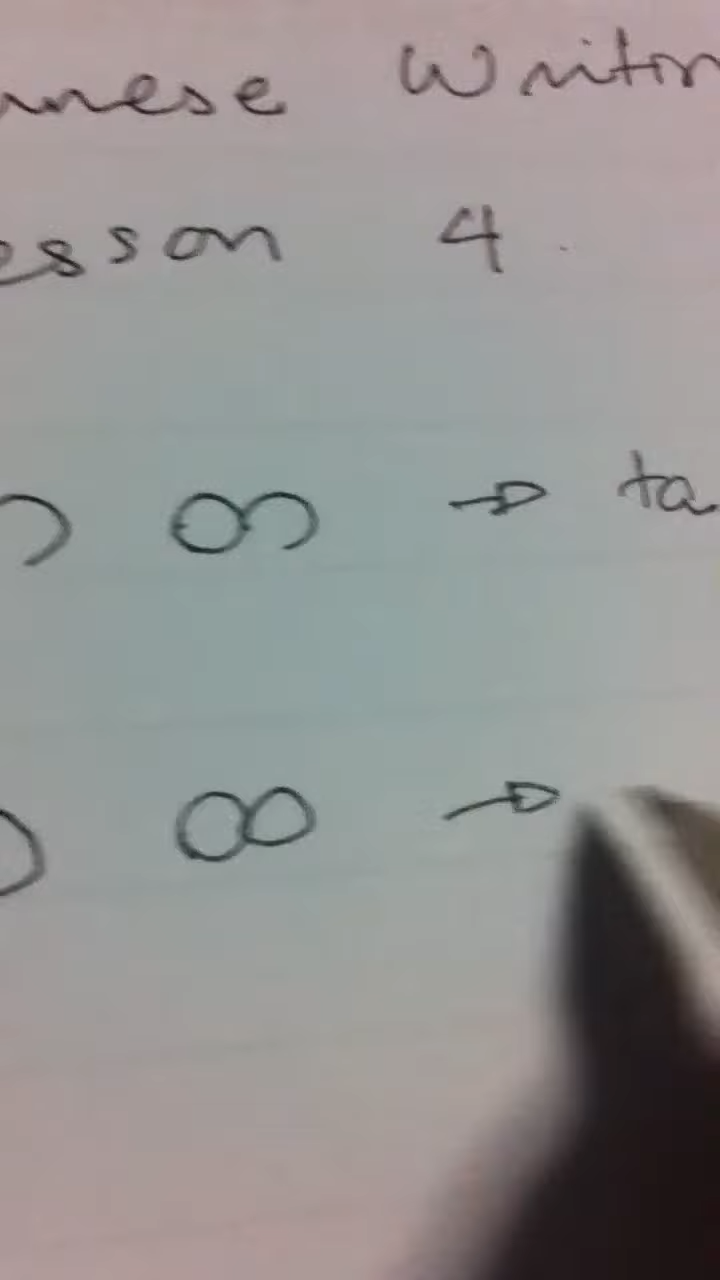 nese Writin
esson 4.
တ → ta
ထ →